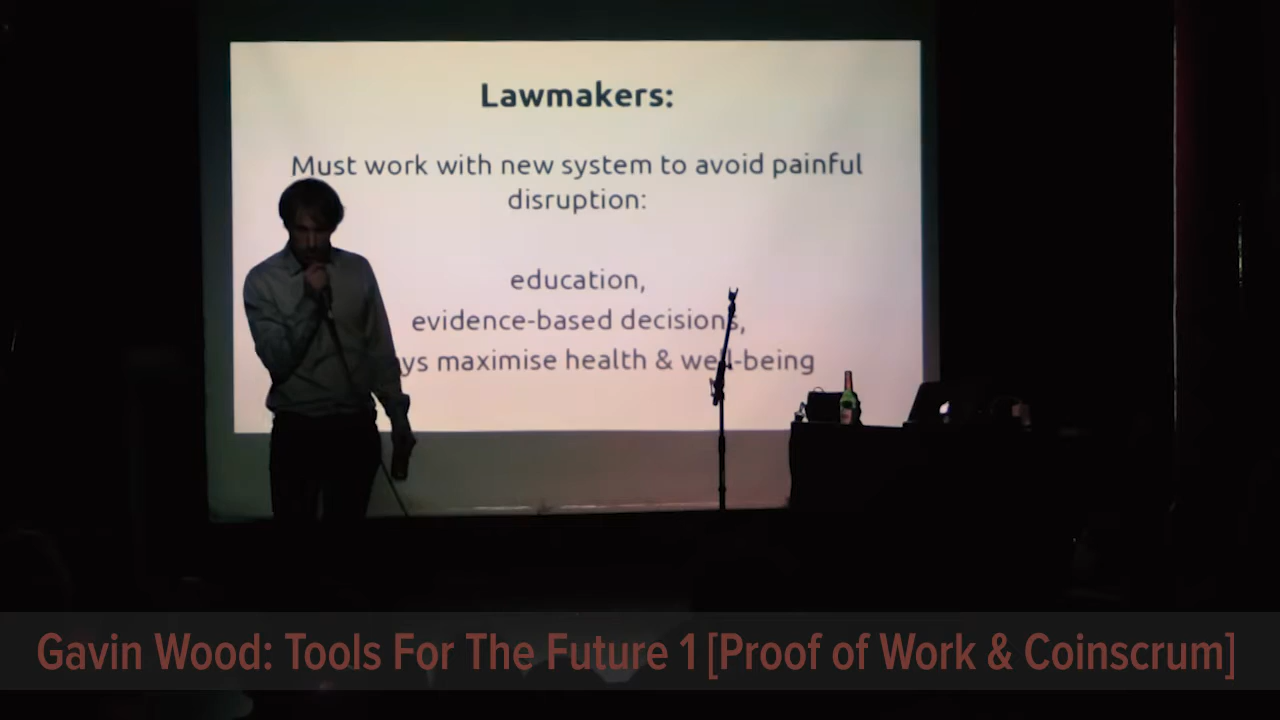 Lawmakers:
Must work with new system to avoid painful
disruption:
education,
evidence-based decisions,
maximise health & well-being
Gavin Wood: Tools For The Future 1 [Proof of Work & Coinscrum]